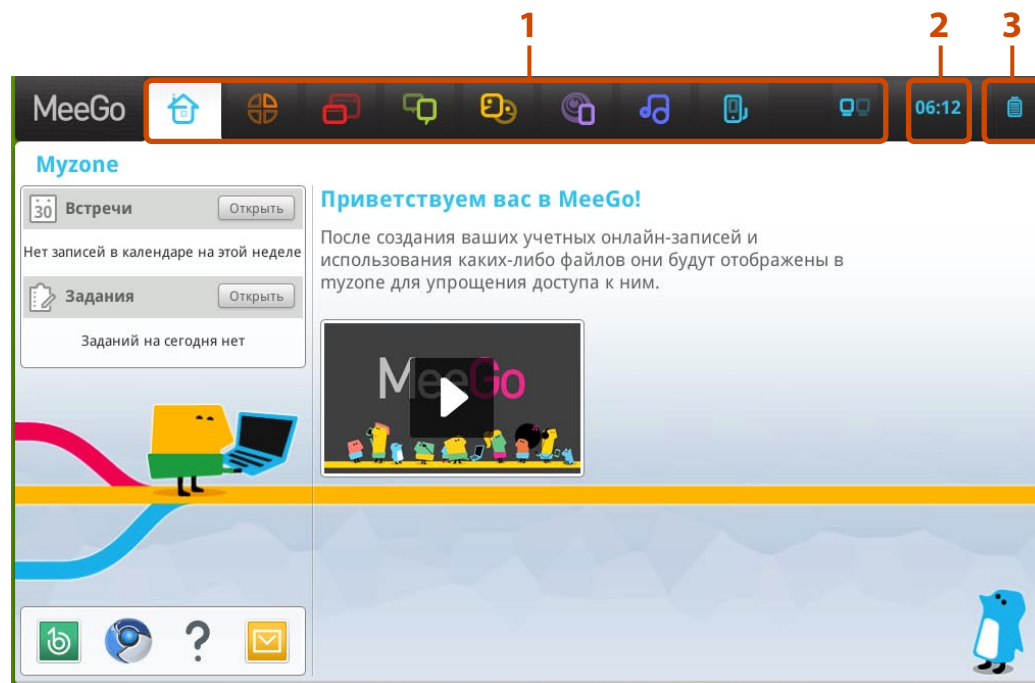 1
2
3
MeeGo
06:12
Myzone
30 Встречи
Открыть
Нет записей в календаре на этой неделе
Задания
Открыть
Заданий на сегодня нет
Приветствуем вас в MeeGo!
После создания ваших учетных онлайн-записей и
использования каких-либо файлов они будут отображены в
myzone для упрощения доступа к ним.
MeeGo
?